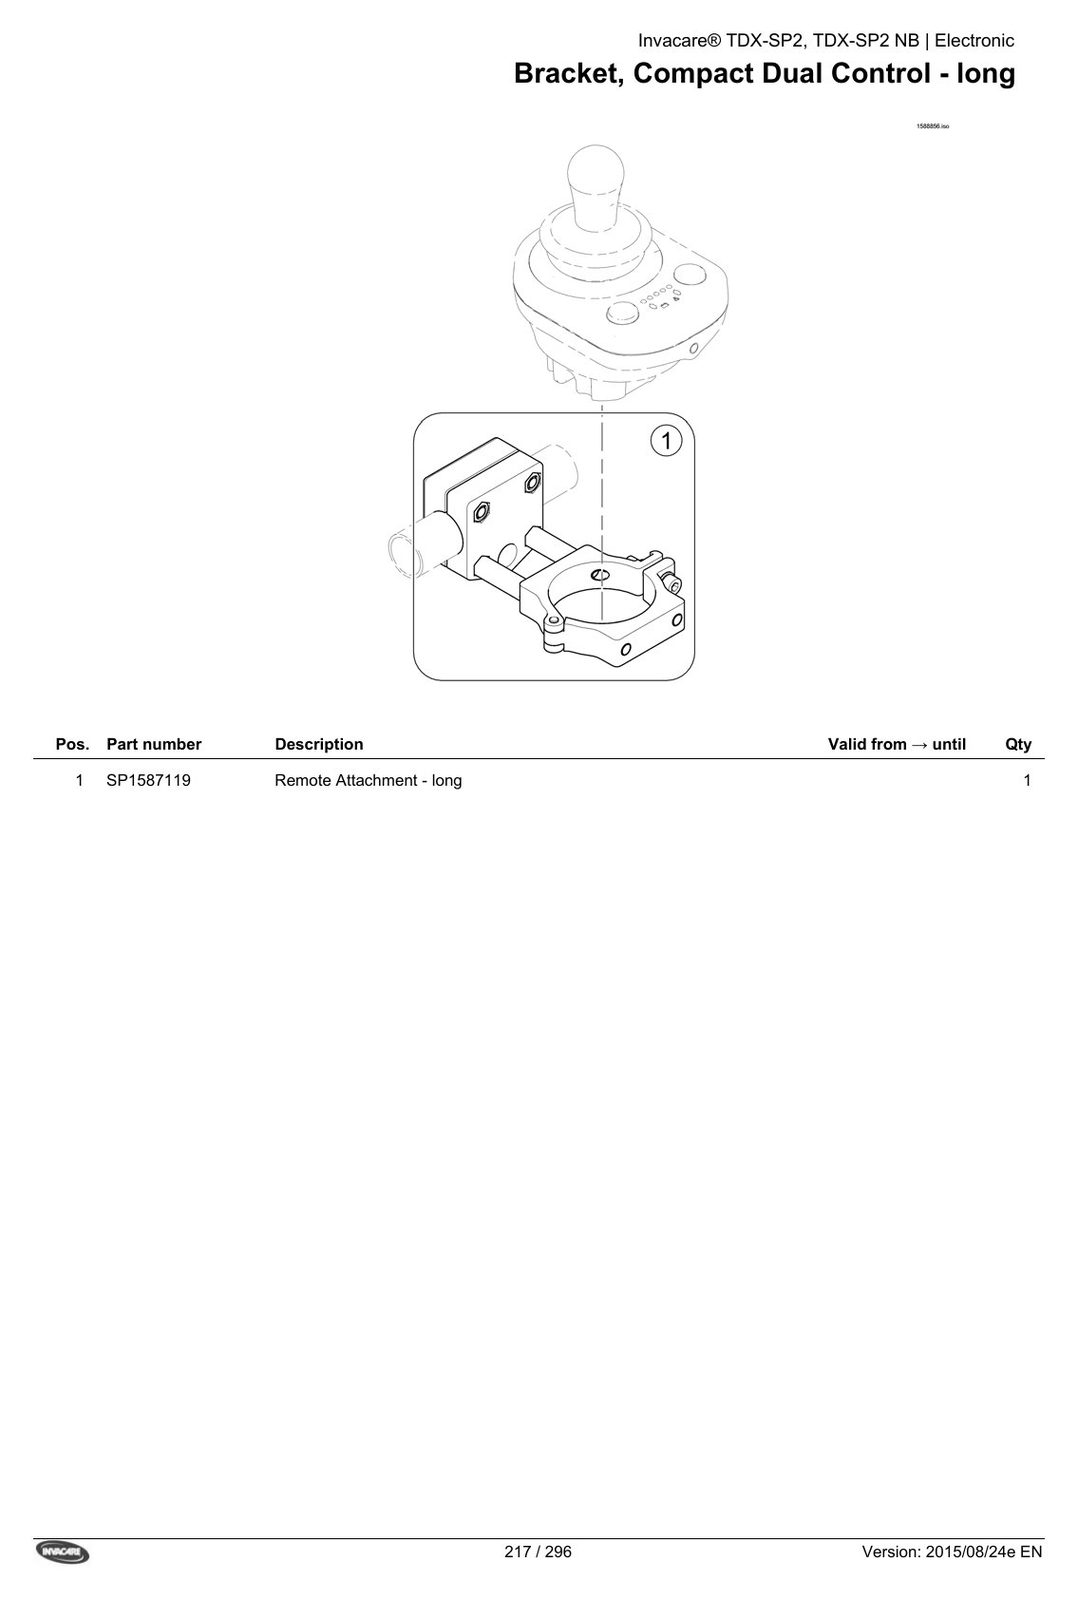 Invacare® TDX-SP2, TDX-SP2 NB | Electronic
Bracket, Compact Dual Control - long
1588856.iso
1
Pos. Part number Description Valid from → until Qty
1 SP1587119 Remote Attachment - long 1
INVACARE 217 / 296 Version: 2015/08/24e EN